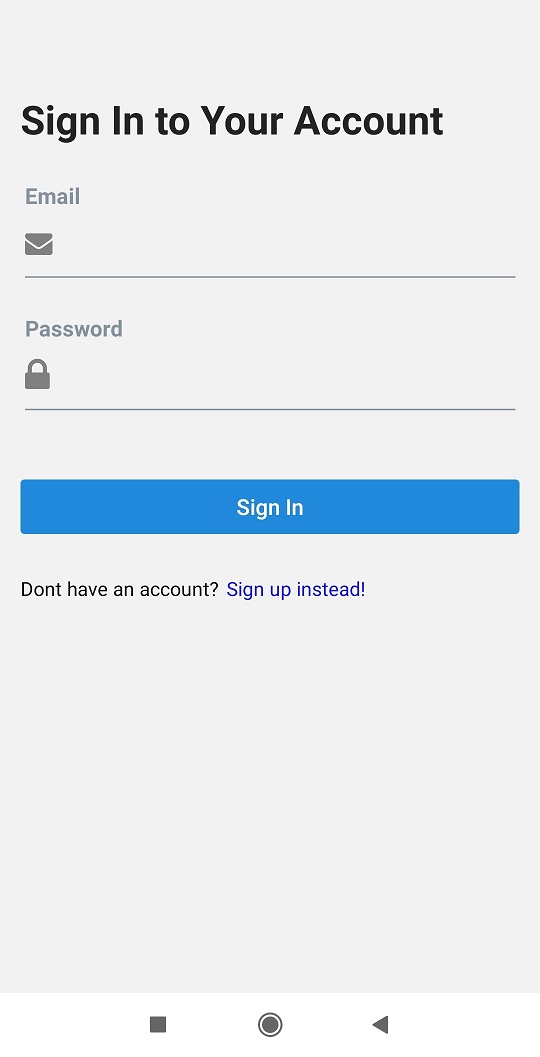 Sign In to Your Account
Email
Password
Sign In
Dont have an account? Sign up instead!